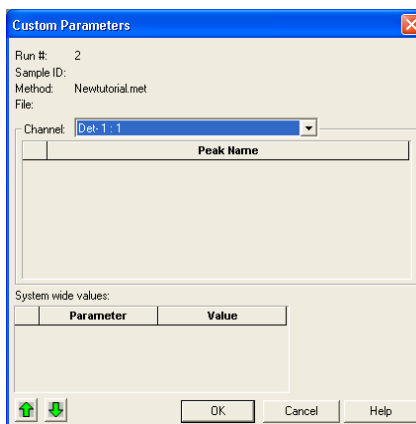 Custom Parameters
Run #: 2
Sample ID:
Method: Newtutorial.met
File:
Channel: Det- 1 : 1
Peak Name
System wide values:
Parameter Value
OK Cancel Help